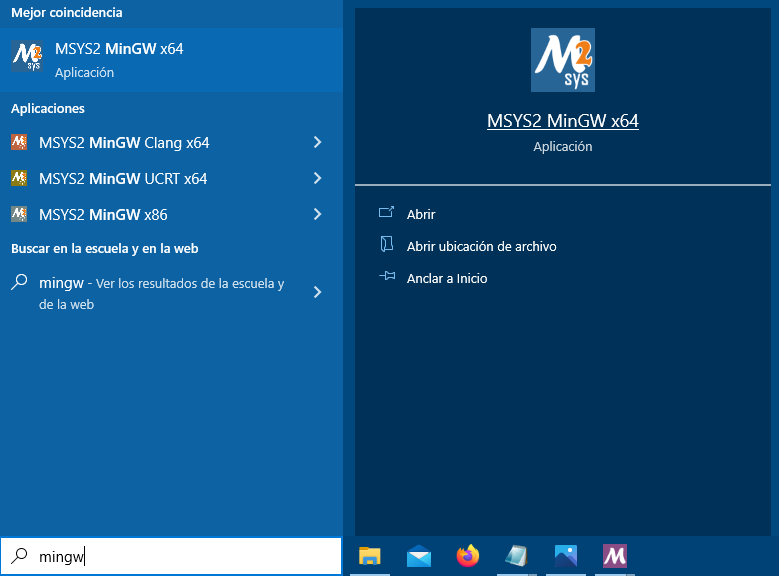 Mejor coincidencia
MSYS2 MinGW x64
Aplicación
Aplicaciones
MSYS2 MinGW Clang x64
MSYS2 MinGW UCRT x64
MSYS2 MinGW x86
Buscar en la escuela y en la web
mingw - Ver los resultados de la escuela y
de la web
mingw
M2
sys
MSYS2 MinGW x64
Aplicación
Abrir
Abrir ubicación de archivo
Anclar a Inicio
M